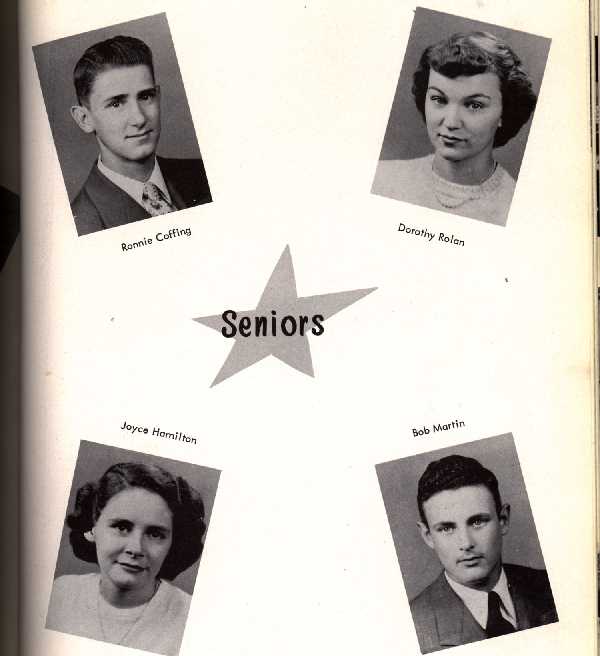 Ronnie Coffing
Dorothy Rolan
Seniors
Joyce Hamilton
Bob Martin